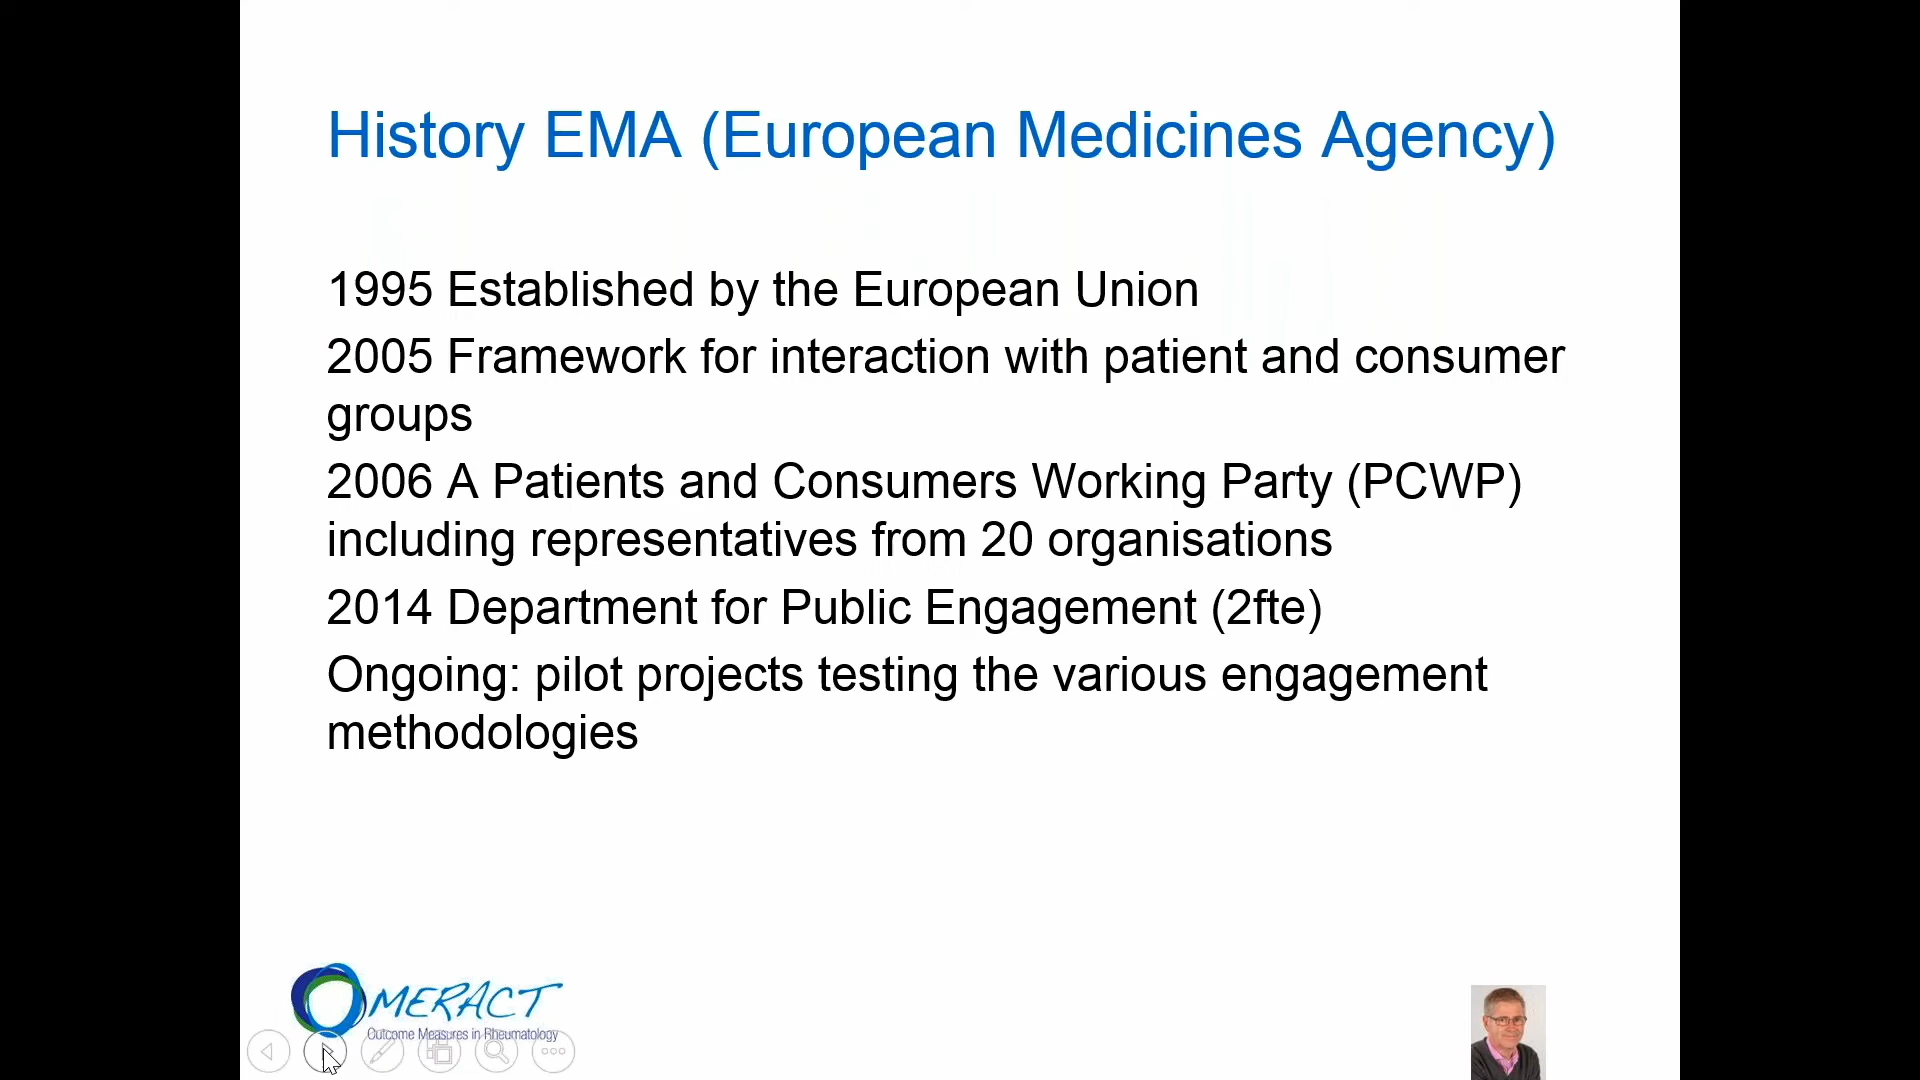 History EMA (European Medicines Agency)
1995 Established by the European Union
2005 Framework for interaction with patient and consumer
groups
2006 A Patients and Consumers Working Party (PCWP)
including representatives from 20 organisations
2014 Department for Public Engagement (2fte)
Ongoing: pilot projects testing the various engagement
methodologies
OMERACT
Outcome Measures in Rheumatology